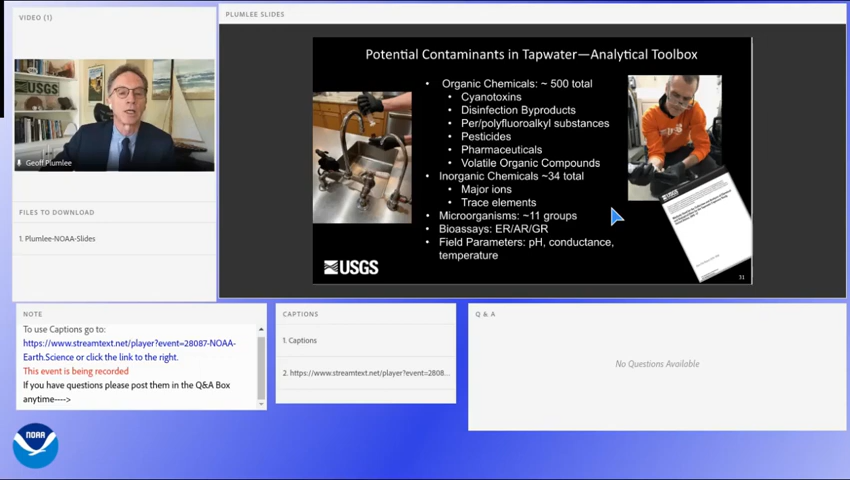 VIDEO (1)
USGS
Geoff Plumlee
FILES TO DOWNLOAD
1. Plumlee-NOAA-Slides
PLUMLEE SLIDES
Potential Contaminants in Tapwater—Analytical Toolbox
• Organic Chemicals: ~ 500 total
• Cyanotoxins
• Disinfection Byproducts
• Per/polyfluoroalkyl substances
• Pesticides
• Pharmaceuticals
• Volatile Organic Compounds
• Inorganic Chemicals ~34 total
• Major ions
• Trace elements
• Microorganisms: ~11 groups
• Bioassays: ER/AR/GR
• Field Parameters: pH, conductance,
temperature
USGS
USGS
31
NOTE
To use Captions go to:
https://www.streamtext.net/player?event=28087-NOAA-
Earth.Science or click the link to the right.
This event is being recorded
If you have questions please post them in the Q&A Box
anytime---->
CAPTIONS
1. Captions
2. https://www.streamtext.net/player?event=2808...
Q & A
No Questions Available
NOAA